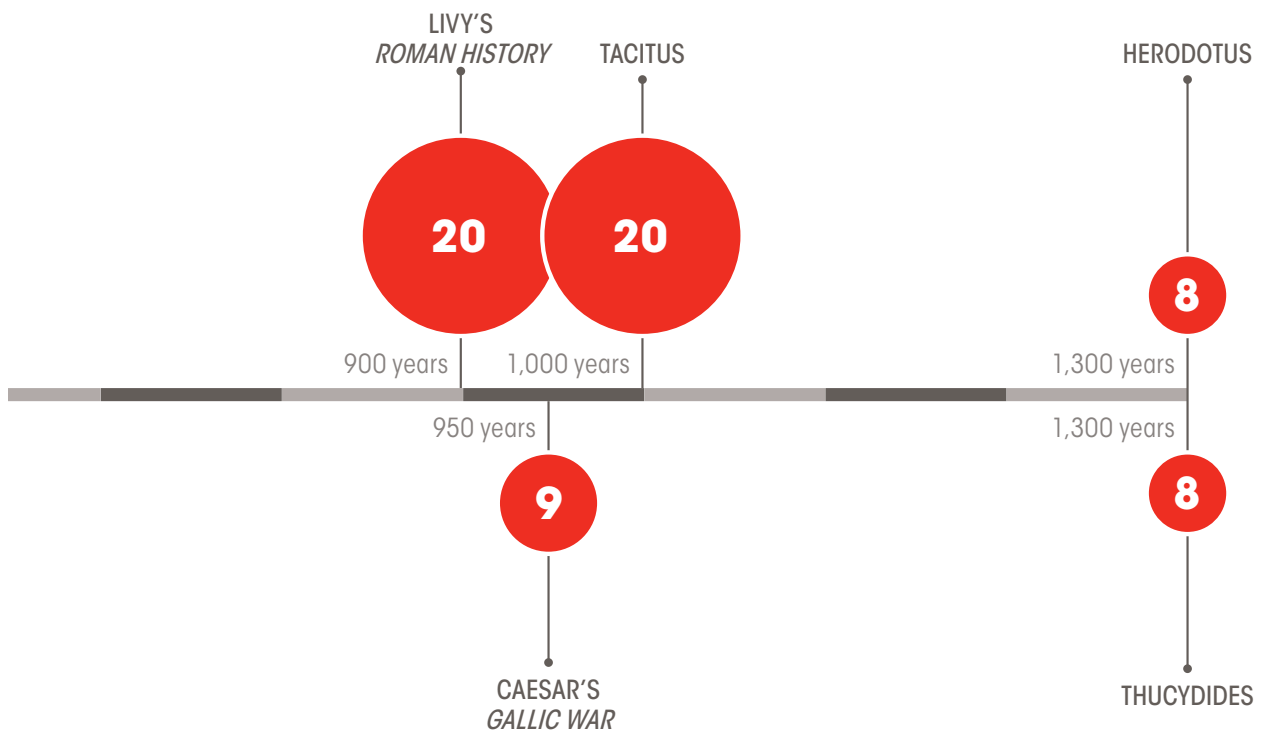 LIVY'S
ROMAN HISTORY
TACITUS
HERODOTUS
20
20
8
900 years
1,000 years
1,300 years
950 years
1,300 years
9
8
CAESAR'S
GALLIC WAR
THUCYDIDES